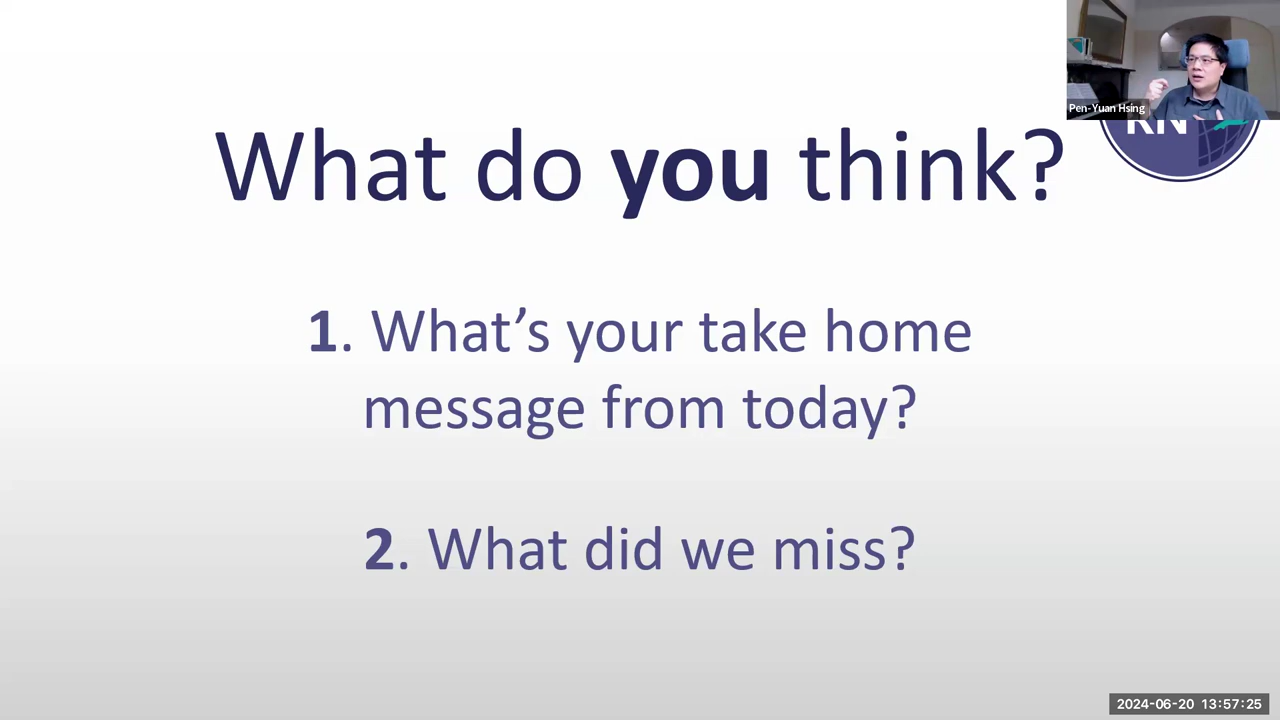 What do you think?
Pen-Yuan Hsing
RN
1. What’s your take home
message from today?
2. What did we miss?
2024-06-20 13:57:25